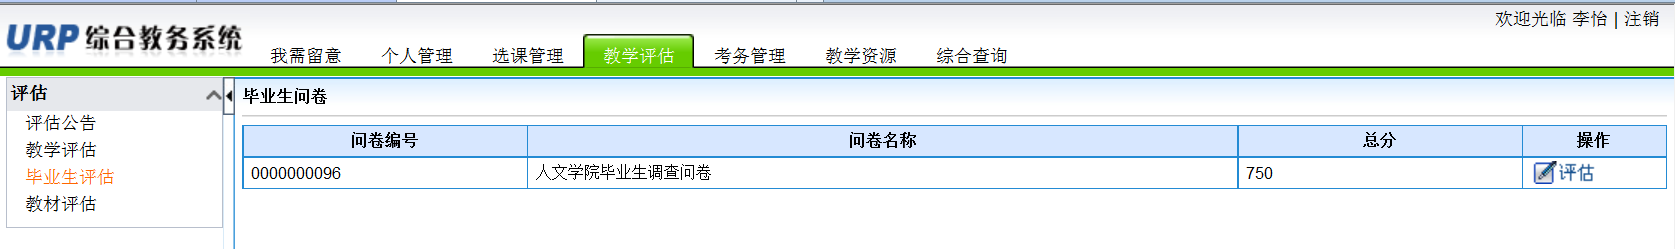 欢迎光临 李怡 | 注销
URP 综合教务系统
我需留意 个人管理 选课管理 教学评估 考务管理 教学资源 综合查询
评估
评估公告
教学评估
毕业生评估
教材评估
毕业生问卷
问卷编号 问卷名称 总分 操作
0000000096 人文学院毕业生调查问卷 750 评估